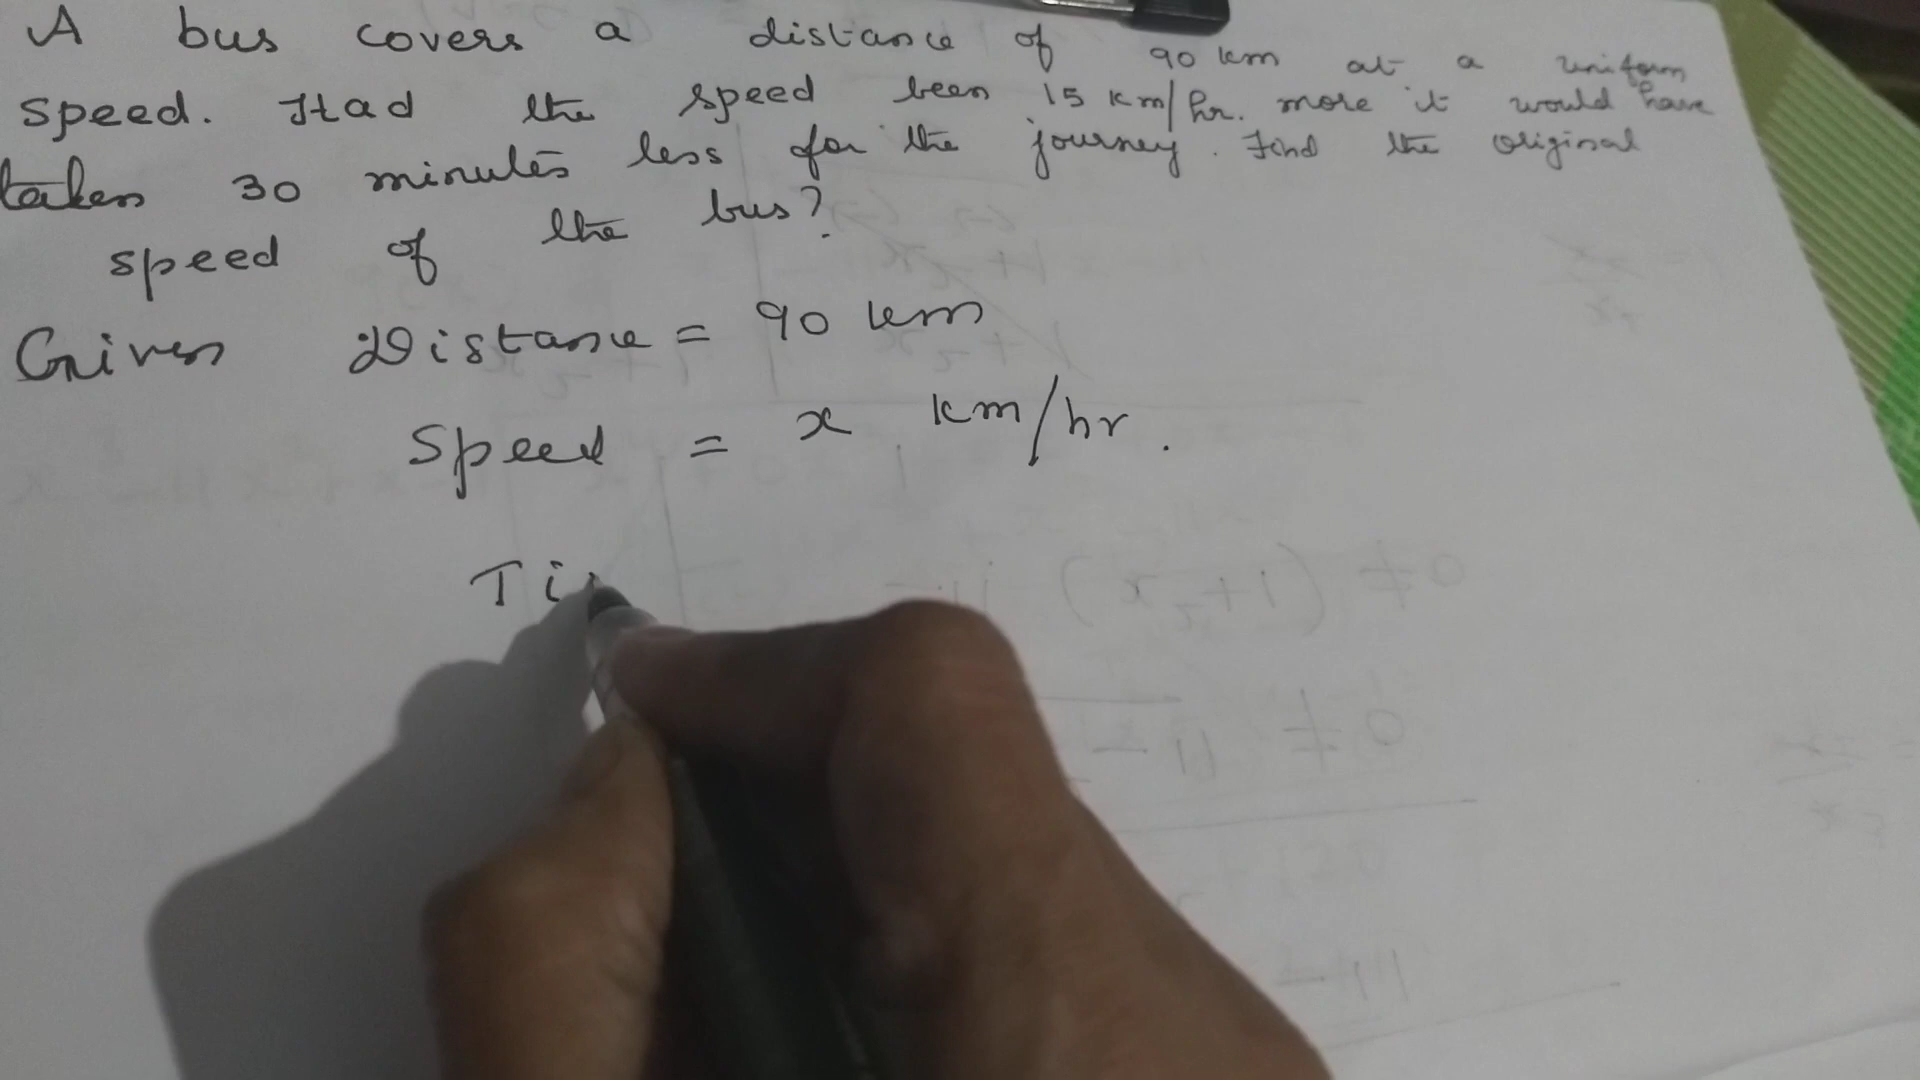 A bus covers a distance of 90 km at a uniform
speed. Had the speed been 15 km/hr. more it would have
taken 30 minutes less for the journey. Find the original
speed of the bus?
Given Distance = 90 km
Speed = x km/hr.
Ti